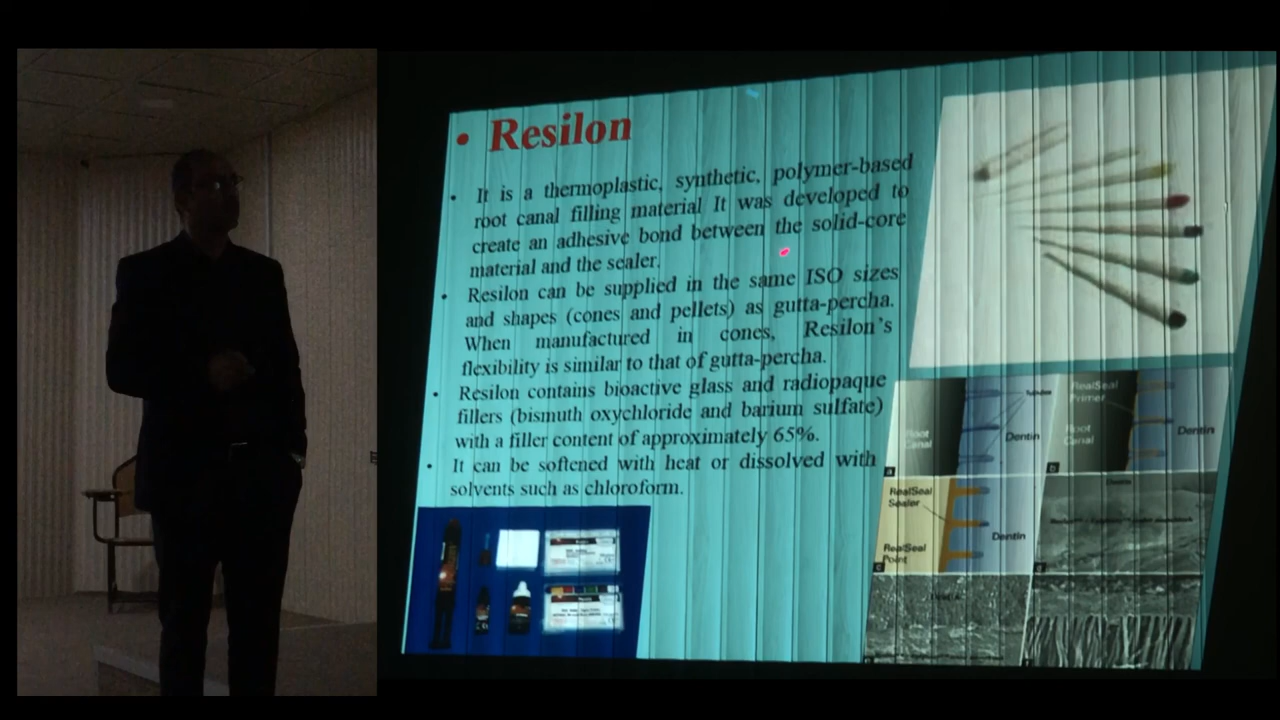 • Resilon
• It is a thermoplastic, synthetic, polymer-based
root canal filling material It was developed to
create an adhesive bond between the solid-core
material and the sealer.
• Resilon can be supplied in the same ISO sizes
and shapes (cones and pellets) as gutta-percha.
When manufactured in cones, Resilon's
flexibility is similar to that of gutta-percha.
• Resilon contains bioactive glass and radiopaque
fillers (bismuth oxychloride and barium sulfate)
with a filler content of approximately 65%.
• It can be softened with heat or dissolved with
solvents such as chloroform.
Root
Canal
Dentin
a
RealSeal
Primer
Root
Canal
Dentin
b
RealSeal
Sealer
RealSeal
Point
Dentin
c
d